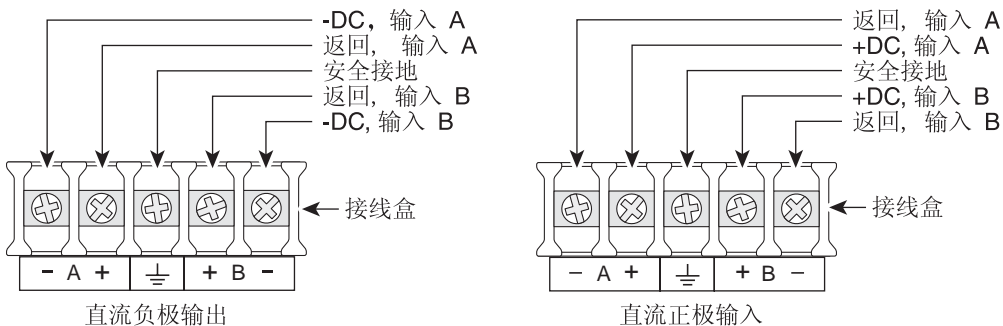 -DC, 输入 A
返回, 输入 A
安全接地
返回, 输入 B
-DC, 输入 B
接线盒
- A +
+ B -
直流负极输出
返回, 输入 A
+DC, 输入 A
安全接地
+DC, 输入 B
返回, 输入 B
接线盒
- A +
+ B -
直流正极输入